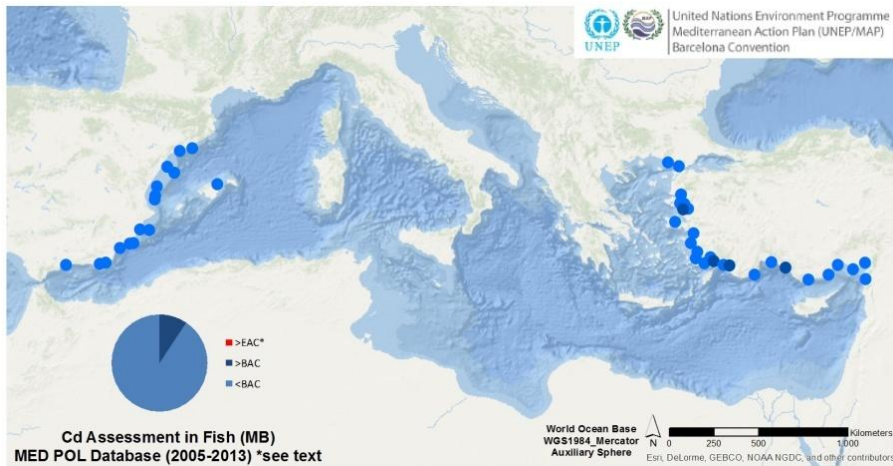 UNEP
United Nations Environment Programme
Mediterranean Action Plan (UNEP/MAP)
Barcelona Convention
>EAC*
>BAC
<BAC
Cd Assessment in Fish (MB)
MED POL Database (2005-2013) *see text
World Ocean Base
WGS1984_Mercator
Auxiliary Sphere
N
Kilometers
0 250 500 1.000
Esri, DeLorme, GEBCO, NOAA NGDC, and other contributors